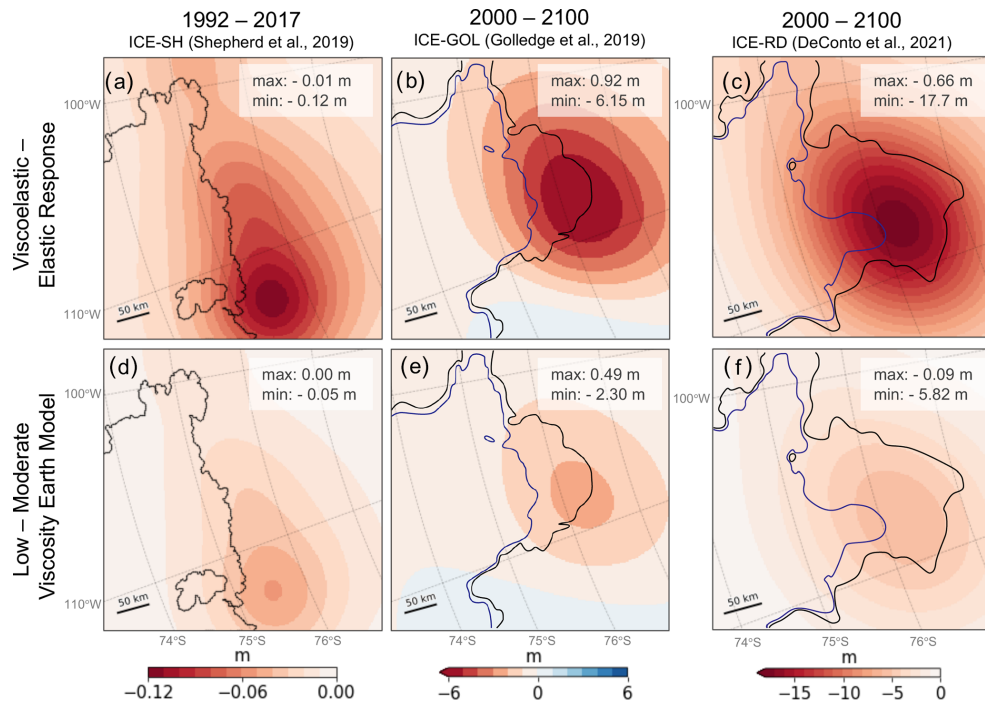 1992 – 2017
ICE-SH (Shepherd et al., 2019)
2000 – 2100
ICE-GOL (Golledge et al., 2019)
2000 – 2100
ICE-RD (DeConto et al., 2021)
Viscoelastic –
Elastic Response
(a)
max: - 0.01 m
min: - 0.12 m
100°W
110°W
50 km
(b)
max: 0.92 m
min: - 6.15 m
50 km
(c)
max: - 0.66 m
min: - 17.7 m
100°W
50 km
Low – Moderate
Viscosity Earth Model
(d)
max: 0.00 m
min: - 0.05 m
100°W
110°W
50 km
(e)
max: 0.49 m
min: - 2.30 m
50 km
(f)
max: - 0.09 m
min: - 5.82 m
100°W
50 km
74°S 75°S 76°S
74°S 75°S 76°S
74°S 75°S 76°S
m
−0.12 −0.06 0.00
m
−6 0 6
m
−15 −10 −5 0